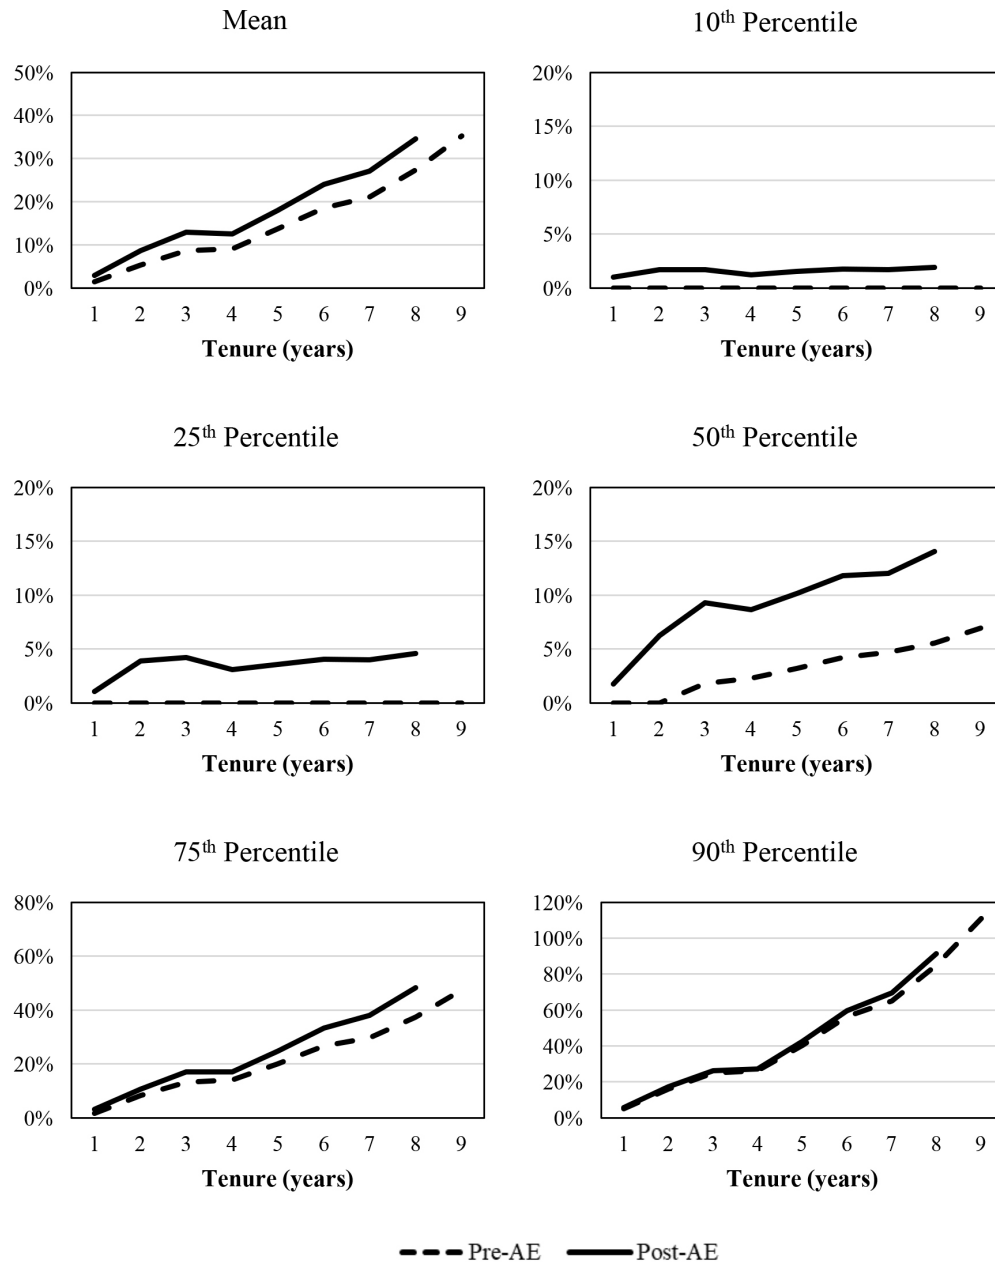 Mean
50%
40%
30%
20%
10%
0%
1 2 3 4 5 6 7 8 9
Tenure (years)
10th Percentile
20%
15%
10%
5%
0%
1 2 3 4 5 6 7 8 9
Tenure (years)
25th Percentile
20%
15%
10%
5%
0%
1 2 3 4 5 6 7 8 9
Tenure (years)
50th Percentile
20%
15%
10%
5%
0%
1 2 3 4 5 6 7 8 9
Tenure (years)
75th Percentile
80%
60%
40%
20%
0%
1 2 3 4 5 6 7 8 9
Tenure (years)
90th Percentile
120%
100%
80%
60%
40%
20%
0%
1 2 3 4 5 6 7 8 9
Tenure (years)
Pre-AE Post-AE